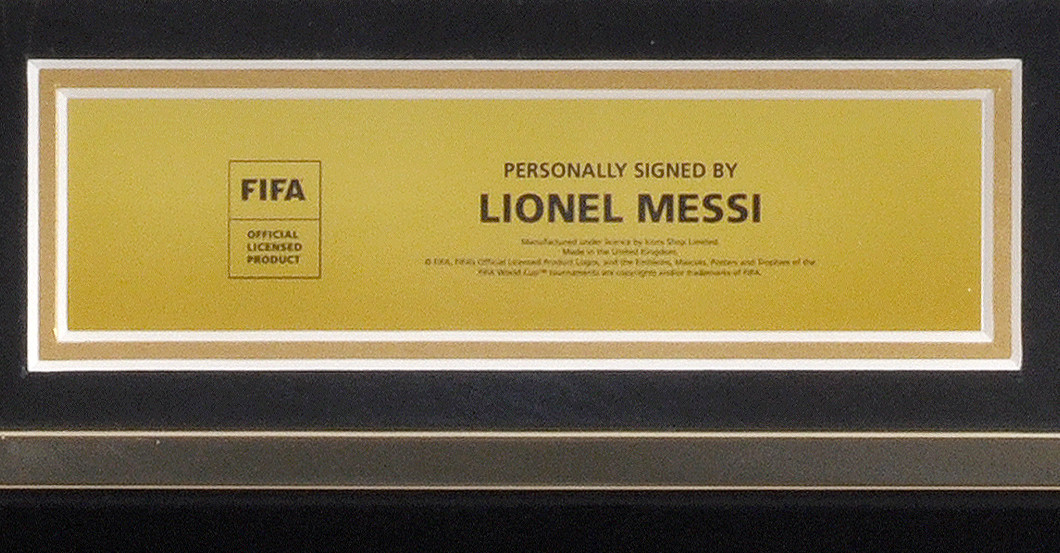 FIFA
OFFICIAL
LICENSED
PRODUCT
PERSONALLY SIGNED BY
LIONEL MESSI
Manufactured under licence by Icons Shop Limited.
Made in the United Kingdom.
© FIFA, FIFA's Official Licensed Product Logos, and the Emblems, Mascots, Posters and Trophies of the
FIFA World Cup™ tournaments are copyrights and/or trademarks of FIFA.